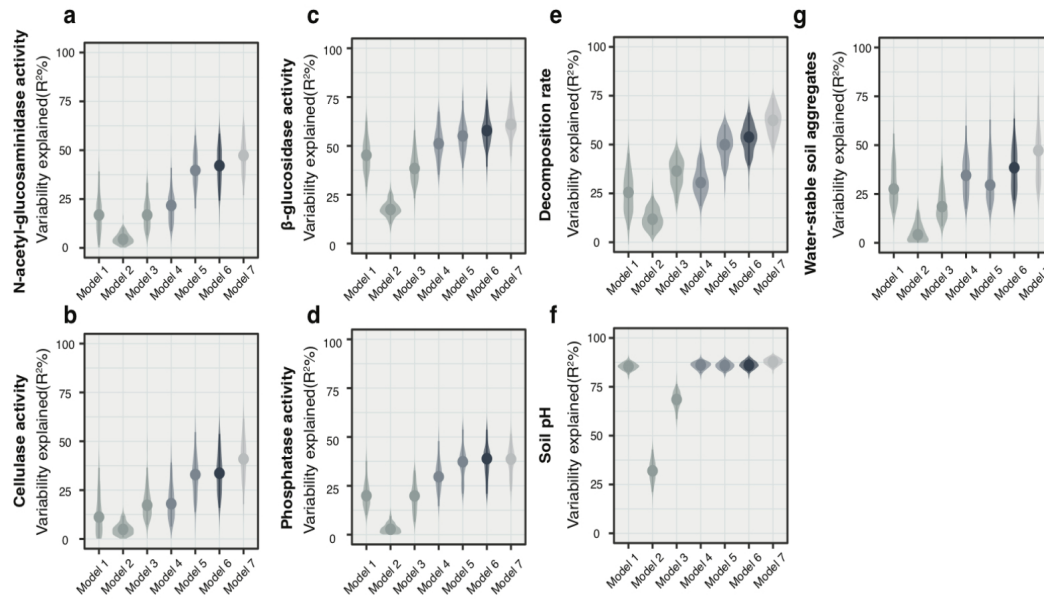 a
N-acetyl-glucosaminidase activity
Variability explained(R²%)
100
75
50
25
0
Model 1
Model 2
Model 3
Model 4
Model 5
Model 6
Model 7
c
β-glucosidase activity
Variability explained(R²%)
100
75
50
25
0
Model 1
Model 2
Model 3
Model 4
Model 5
Model 6
Model 7
e
Decomposition rate
Variability explained(R²%)
100
75
50
25
0
Model 1
Model 2
Model 3
Model 4
Model 5
Model 6
Model 7
g
Water-stable soil aggregates
Variability explained(R²%)
100
75
50
25
0
Model 1
Model 2
Model 3
Model 4
Model 5
Model 6
Model
b
Cellulase activity
Variability explained(R²%)
100
75
50
25
0
Model 1
Model 2
Model 3
Model 4
Model 5
Model 6
Model 7
d
Phosphatase activity
Variability explained(R²%)
100
75
50
25
0
Model 1
Model 2
Model 3
Model 4
Model 5
Model 6
Model 7
f
Soil pH
Variability explained(R²%)
100
75
50
25
0
Model 1
Model 2
Model 3
Model 4
Model 5
Model 6
Model 7